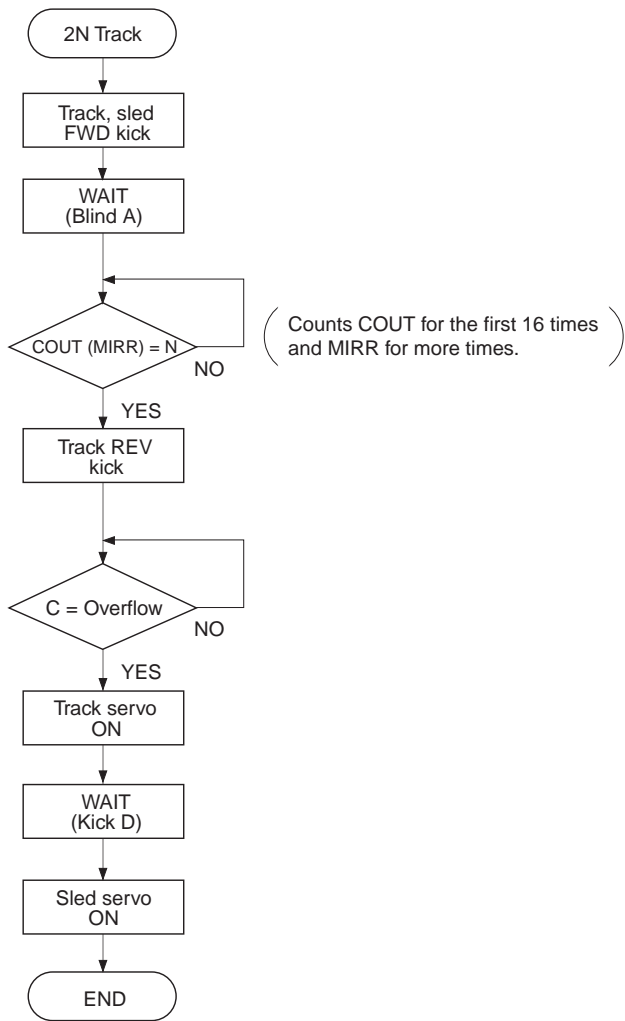 2N Track
Track, sled
FWD kick
WAIT
(Blind A)
COUT (MIRR) = N
NO
Counts COUT for the first 16 times
and MIRR for more times.
YES
Track REV
kick
C = Overflow
NO
YES
Track servo
ON
WAIT
(Kick D)
Sled servo
ON
END